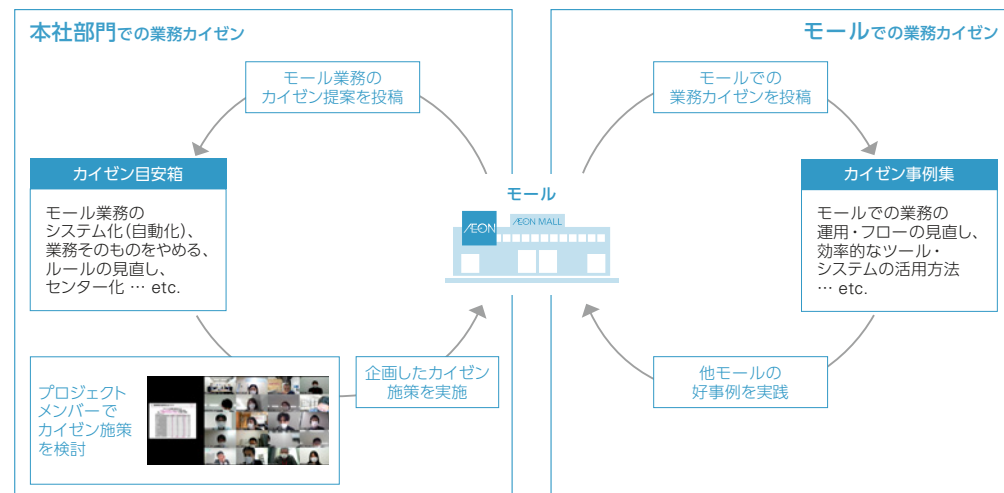 本社部門での業務カイゼン
モール業務の
カイゼン提案を投稿
カイゼン目安箱
モール業務の
システム化（自動化）、
業務そのものをやめる、
ルールの見直し、
センター化 … etc.
プロジェクト
メンバーで
カイゼン施策
を検討
企画したカイゼン
施策を実施
モール
ÆON
ÆON MALL
モールでの業務カイゼン
モールでの
業務カイゼンを投稿
カイゼン事例集
モールでの業務の
運用・フローの見直し、
効率的なツール・
システムの活用方法
… etc.
他モールの
好事例を実践